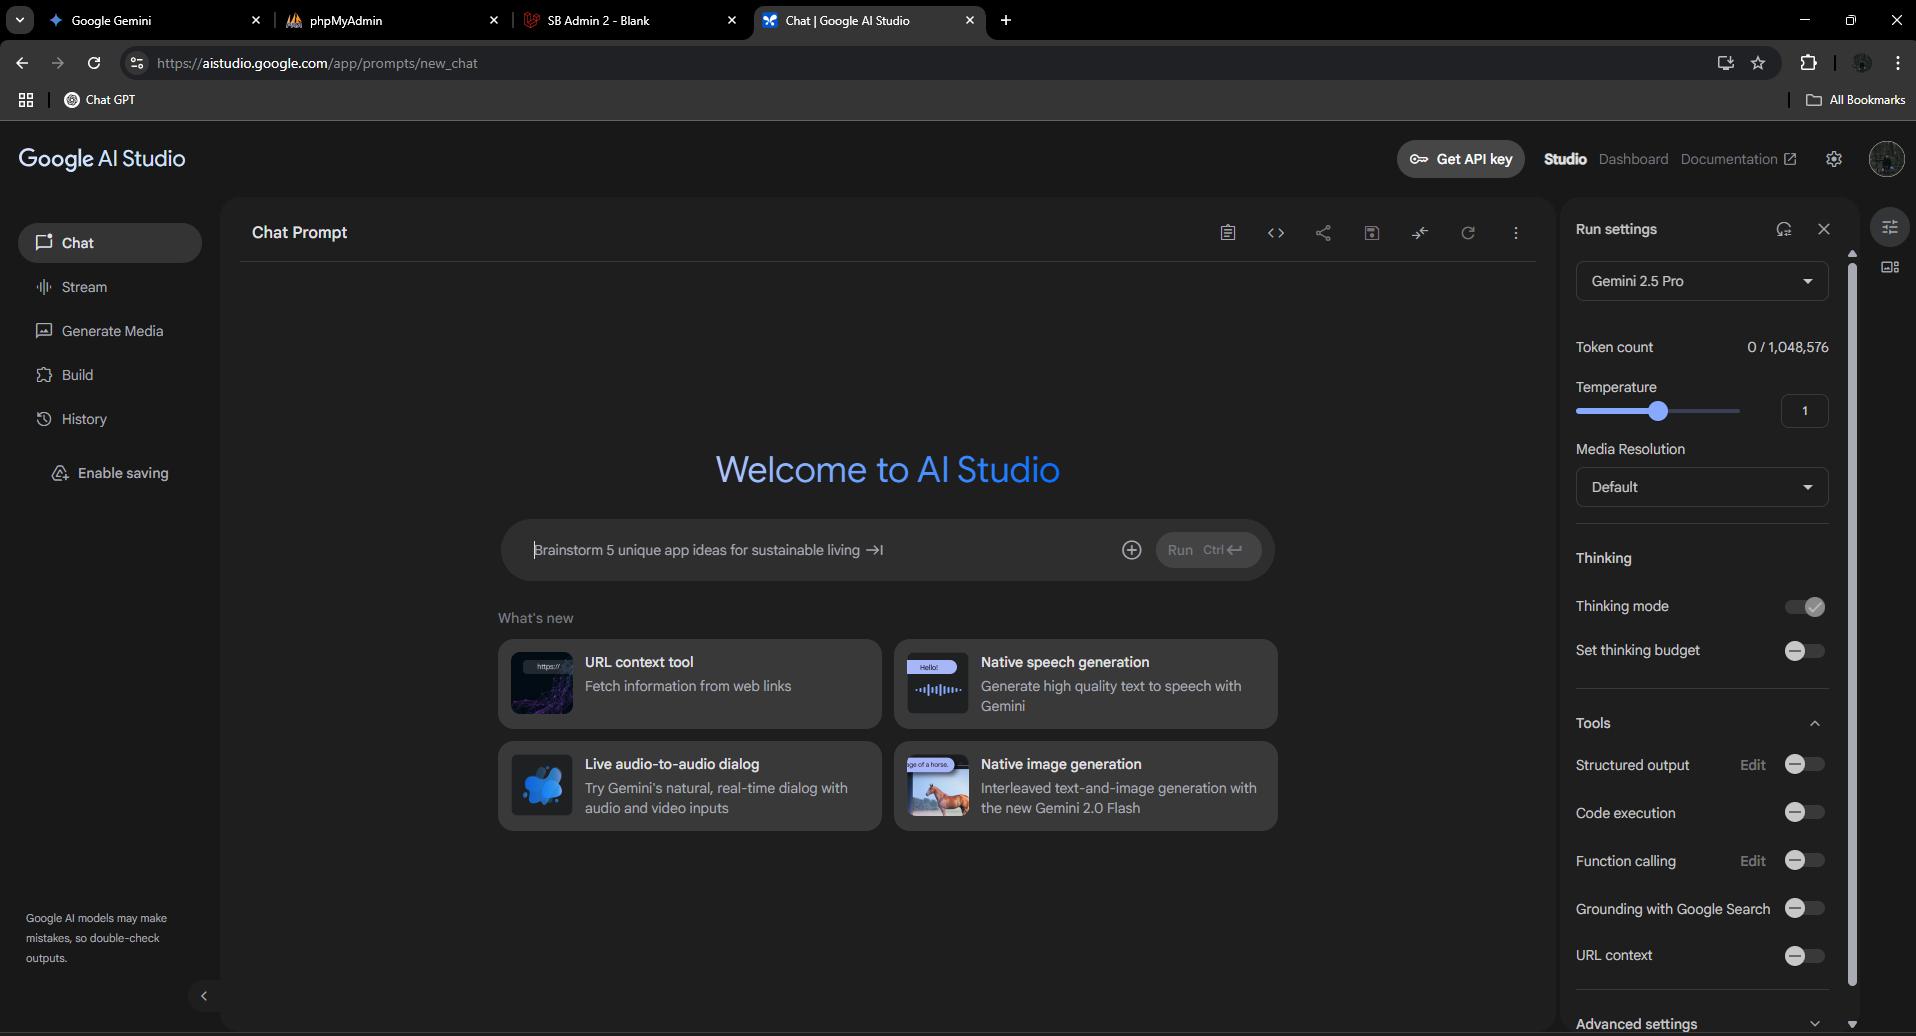 Google Gemini
phpMyAdmin
SB Admin 2 - Blank
Chat | Google AI Studio
https://aistudio.google.com/app/prompts/new_chat
Chat GPT
All Bookmarks
Google AI Studio
Get API key
Studio
Dashboard
Documentation
Chat
Stream
Generate Media
Build
History
Enable saving
Google AI models may make
mistakes, so double-check
outputs.
Chat Prompt
Welcome to AI Studio
Brainstorm 5 unique app ideas for sustainable living
Run Ctrl
What's new
https://
URL context tool
Fetch information from web links
Hello!
Native speech generation
Generate high quality text to speech with
Gemini
Live audio-to-audio dialog
Try Gemini's natural, real-time dialog with
audio and video inputs
age of a horse.
Native image generation
Interleaved text-and-image generation with
the new Gemini 2.0 Flash
Run settings
Gemini 2.5 Pro
Token count 0 / 1,048,576
Temperature
1
Media Resolution
Default
Thinking
Thinking mode
Set thinking budget
Tools
Structured output Edit
Code execution
Function calling Edit
Grounding with Google Search
URL context
Advanced settings